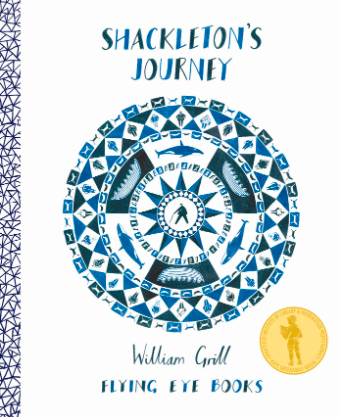 SHACKLETON'S
JOURNEY
William Grill
FLYING EYE BOOKS